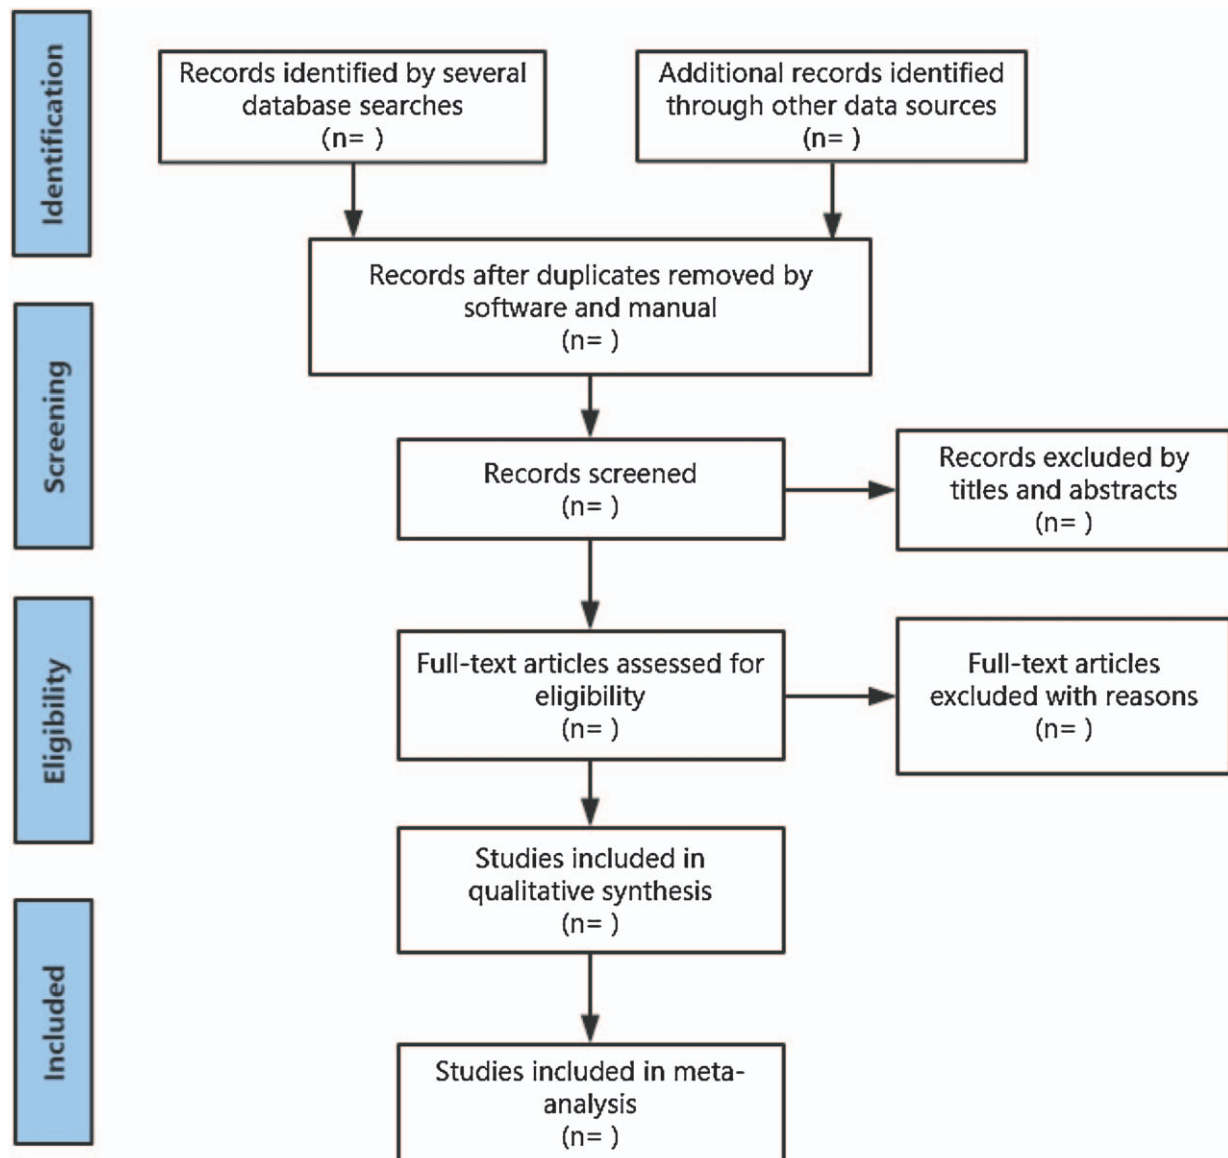 Identification
Records identified by several
database searches
(n= )
Additional records identified
through other data sources
(n= )
Records after duplicates removed by
software and manual
(n= )
Screening
Records screened
(n= )
Records excluded by
titles and abstracts
(n= )
Eligibility
Full-text articles assessed for
eligibility
(n= )
Full-text articles
excluded with reasons
(n= )
Studies included in
qualitative synthesis
(n= )
Included
Studies included in meta-
analysis
(n= )